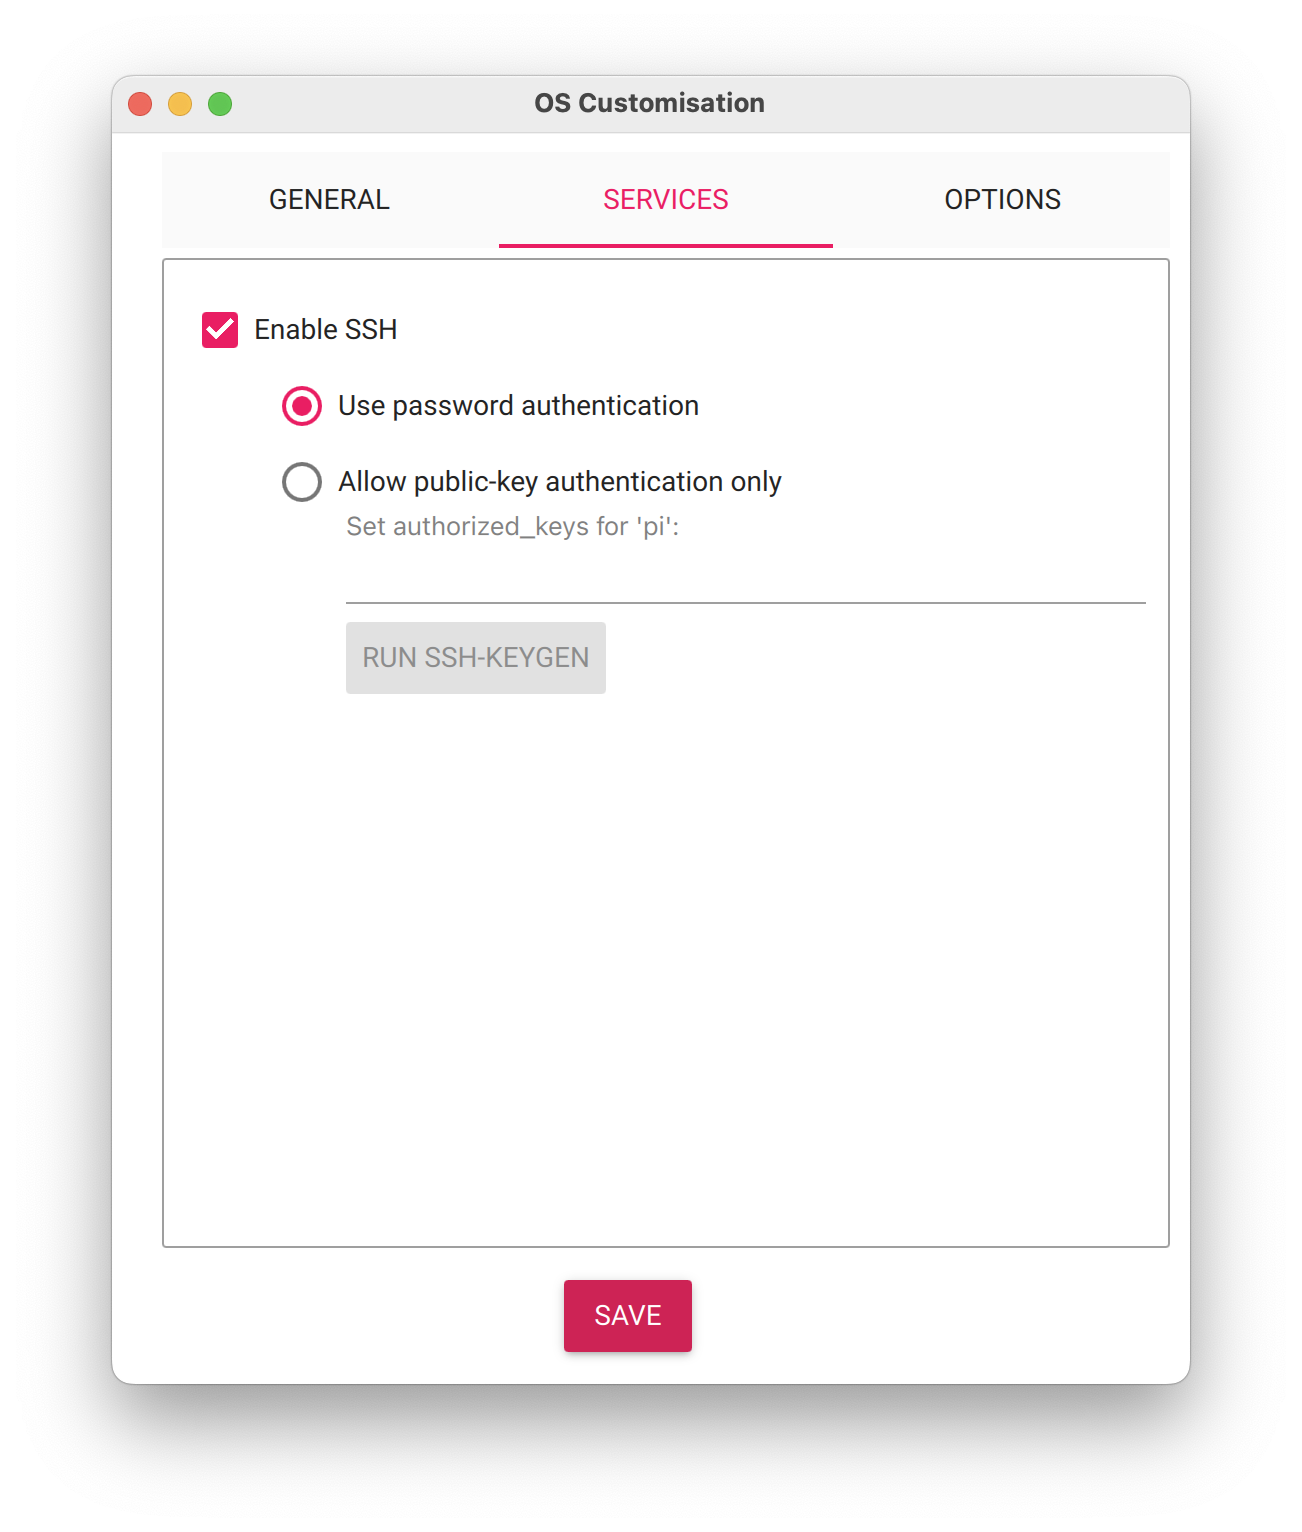 OS Customisation
GENERAL SERVICES OPTIONS
Enable SSH
Use password authentication
Allow public-key authentication only
Set authorized_keys for 'pi':
RUN SSH-KEYGEN
SAVE